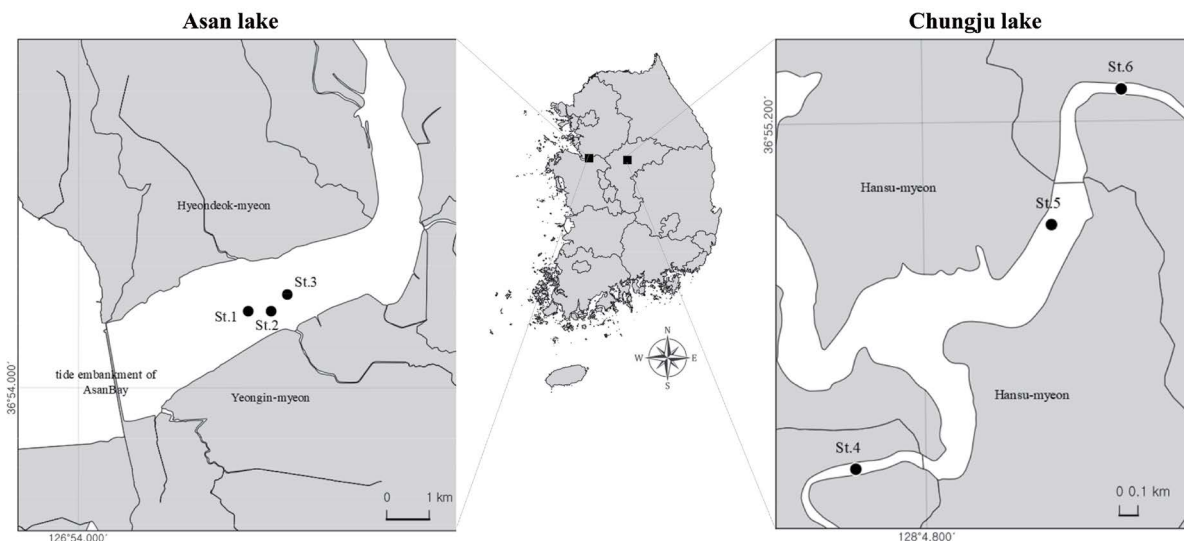 Asan lake
Chungju lake
Hyeondeok-myeon
St.1
St.2
St.3
tide embankment of
AsanBay
Yeongin-myeon
0 1 km
36°54.000´
126°54.000´
N
W E
S
St.6
36°55.200´
Hansu-myeon
St.5
Hansu-myeon
St.4
0 0.1 km
128°4.800´